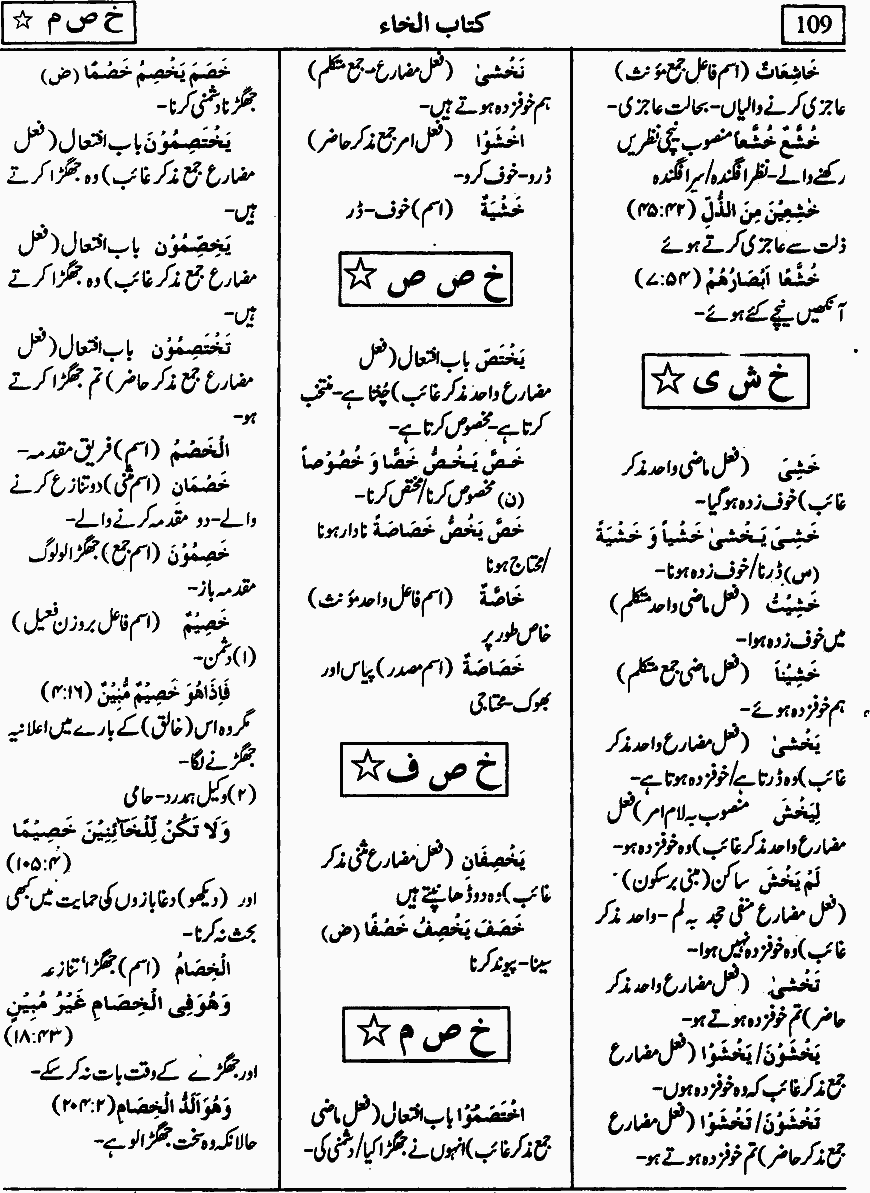 109
کتاب الخاء
خ ص م ☆
خَاشِعَاتٌ (اسم فاعل جمع مؤنث)
عاجزی کرنے والیاں۔ بحالت عاجزی۔
خُشَّعٌ خُشَّعاً منصوب نیچی نظریں
رکھنے والے۔ نظر افگندہ/سر افگندہ
خٰشِعِیْنَ مِنَ الذُّلِّ (۴۵:۴۲)
ذلت سے عاجزی کرتے ہوئے
خُشَّعًا اَبْصَارُهُمْ (۷:۵۴)
آنکھیں نیچے کئے ہوئے۔
خ ش ی ☆
خَشِیَ (فعل ماضی واحد مذکر
غائب) خوف زدہ ہو گیا۔
خَشِیَ یَخْشیٰ خَشْیاً وَ خَشْیَةً
(س) ڈرنا/خوف زدہ ہونا۔
خَشِیْتُ (فعل ماضی واحد متکلم)
میں خوف زدہ ہوا۔
خَشِیْنَا (فعل ماضی جمع متکلم)
ہم خوفزدہ ہوئے۔
یَخْشیٰ (فعل مضارع واحد مذکر
غائب) وہ ڈرتا ہے/خوفزدہ ہوتا ہے۔
لِیَخْشَ منصوب بہ لام امر) فعل
مضارع واحد مذکر غائب) وہ خوفزدہ ہو۔
لَمْ یَخْشَ ساکن (مبنی بر سکون)
(فعل مضارع منفی جحد بہ لم۔ واحد مذکر
غائب) وہ خوفزدہ نہیں ہوا۔
تَخْشیٰ (فعل مضارع واحد مذکر
حاضر) تم خوفزدہ ہوتے ہو۔
یَخْشَوْنَ/یَخْشَوْا (فعل مضارع
جمع مذکر غائب کہ وہ خوفزدہ ہوں۔
تَخْشَوْنَ/تَخْشَوْا (فعل مضارع
جمع مذکر حاضر) تم خوفزدہ ہوتے ہو۔
نَخْشیٰ (فعل مضارع۔ جمع متکلم)
ہم خوفزدہ ہوتے ہیں۔
اخْشَوْا (فعل امر جمع مذکر حاضر)
ڈرو۔ خوف کرو۔
خَشْیَةٌ (اسم) خوف۔ ڈر
خ ص ص ☆
یَخْتَصُّ باب افتعال (فعل
مضارع واحد مذکر غائب) چُنتا ہے۔ منتخب
کرتا ہے۔ مخصوص کرتا ہے۔
خَصَّ یَخُصُّ خَصًّا وَ خُصُوْصاً
(ن) مخصوص کرنا/مختص کرنا۔
خَصَّ یَخُصُّ خَصَاصَةً نادار ہونا
/محتاج ہونا
خَاصَّةٌ (اسم فاعل واحد مؤنث)
خاص طور پر
خَصَاصَةٌ (اسم مصدر) پیاس اور
بھوک۔ محتاجی
خ ص ف ☆
یَخْصِفَانِ (فعل مضارع مثنی مذکر
غائب) وہ دو ڈھانپتے ہیں
خَصَفَ یَخْصِفُ خَصْفًا (ض)
سینا۔ پیوند کرنا
خ ص م ☆
اخْتَصَمُوْا باب افتعال (فعل ماضی
جمع مذکر غائب) انہوں نے جھگڑا کیا/دشمنی کی۔
خَصَمَ یَخْصِمُ خَصْمًا (ض)
جھگڑنا دشمنی کرنا۔
یَخْتَصِمُوْنَ باب افتعال (فعل
مضارع جمع مذکر غائب) وہ جھگڑا کرتے
ہیں۔
یَخِصِّمُوْن باب افتعال (فعل
مضارع جمع مذکر غائب) وہ جھگڑا کرتے
ہیں۔
تَخْتَصِمُوْن باب افتعال (فعل
مضارع جمع مذکر حاضر) تم جھگڑا کرتے
ہو۔
الْخَصْمُ (اسم) فریق مقدمہ۔
خَصْمَانِ (اسم مثنی) دو تنازع کرنے
والے۔ دو مقدمہ کرنے والے۔
خَصِمُوْنَ (اسم جمع) جھگڑالو لوگ
مقدمہ باز۔
خَصِیْمٌ (اسم فاعل بروزن فعیل)
(۱) دشمن۔
فَاِذَا هُوَ خَصِیْمٌ مُّبِیْنٌ (۴:۱۶)
مگر وہ اس (خالق) کے بارے میں اعلانیہ
جھگڑنے لگا۔
(۲) وکیل ہمدرد۔ حامی
وَلَا تَكُنْ لِّلْخَآئِنِیْنَ خَصِیْمًا
(۱۰۵:۴)
اور (دیکھو) دغابازوں کی حمایت میں کبھی
بحث نہ کرنا۔
الْخِصَامُ (اسم) جھگڑا تنازعہ
وَهُوَ فِی الْخِصَامِ غَیْرُ مُبِیْنٍ
(۱۸:۴۳)
اور جھگڑے کے وقت بات نہ کر سکے۔
وَهُوَ اَلَدُّ الْخِصَامِ (۲۰۴:۲)
حالانکہ وہ سخت جھگڑالو ہے۔